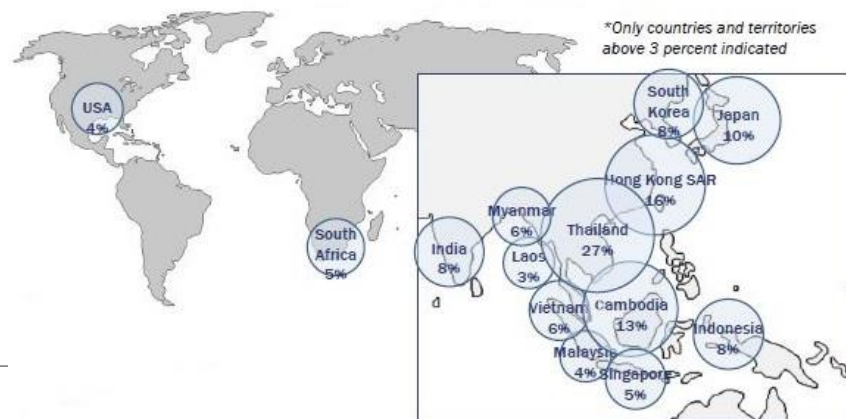 *Only countries and territories
above 3 percent indicated
USA
4%
South
Africa
5%
South
Korea
8%
Japan
10%
Hong Kong SAR
16%
Myanmar
6%
Thailand
27%
India
8%
Laos
3%
Vietnam
6%
Cambodia
13%
Indonesia
8%
Malaysia
4%
Singapore
5%